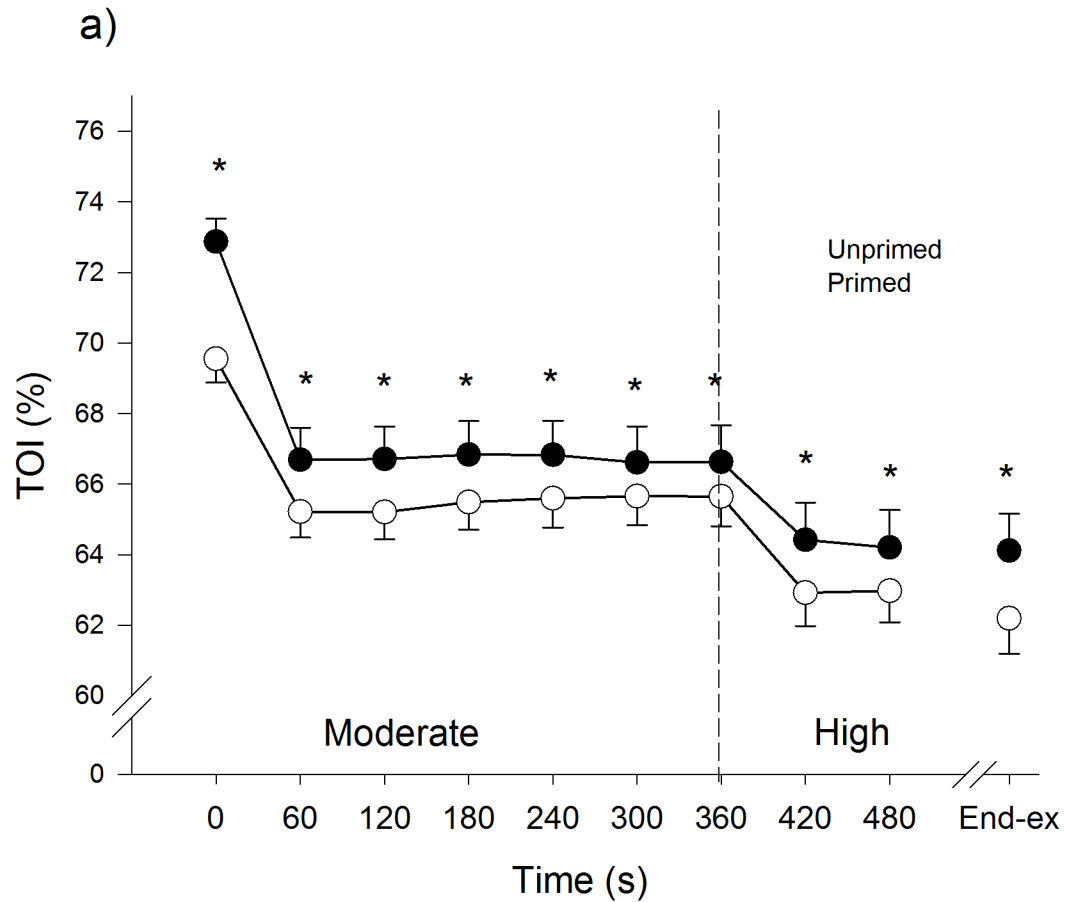 a)
76
74
72
70
68
66
64
62
60
0
TOI (%)
*
* * * * * *
* * *
Unprimed
Primed
Moderate
High
0 60 120 180 240 300 360 420 480 End-ex
Time (s)